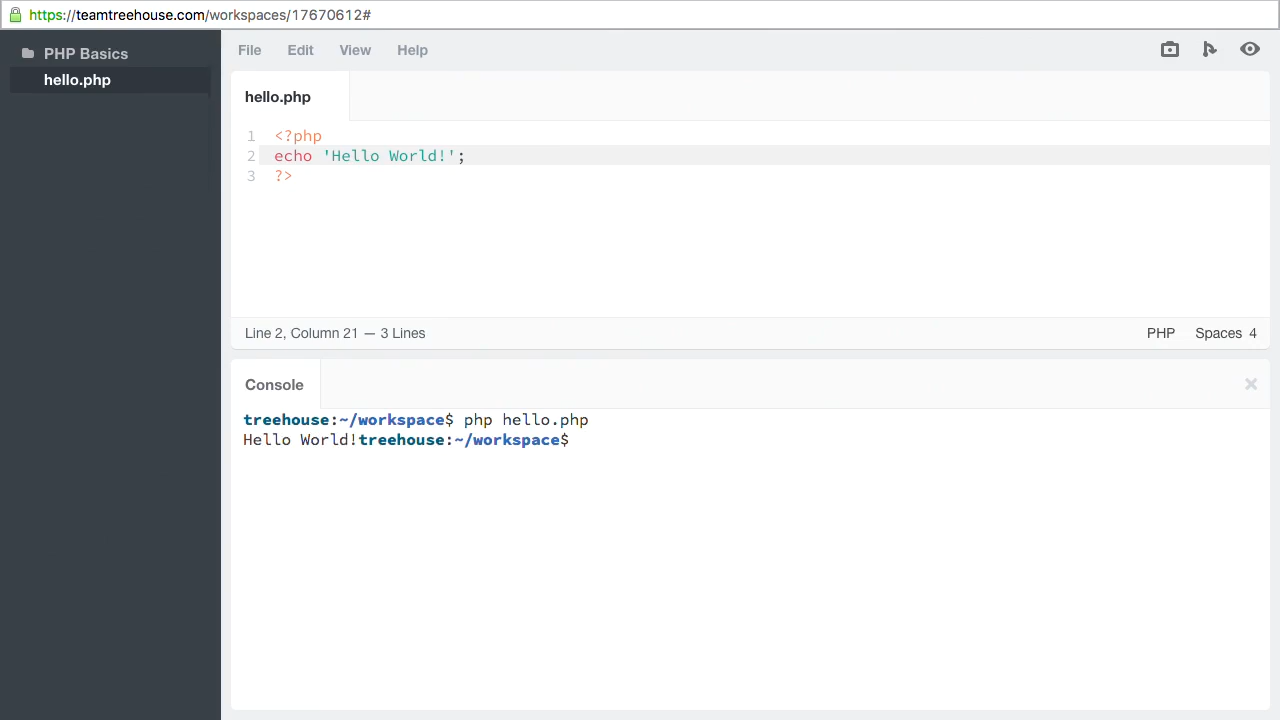 https://teamtreehouse.com/workspaces/17670612#
PHP Basics
hello.php
File Edit View Help
hello.php
1 <?php
2 echo 'Hello World!';
3 ?>
Line 2, Column 21 — 3 Lines
PHP Spaces 4
Console
treehouse:~/workspace$ php hello.php
Hello World!treehouse:~/workspace$